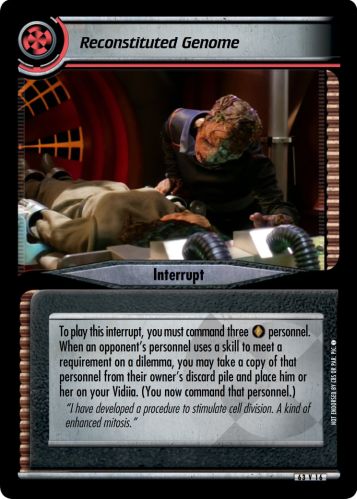 Reconstituted Genome
Interrupt
To play this interrupt, you must command three personnel.
When an opponent's personnel uses a skill to meet a
requirement on a dilemma, you may take a copy of that
personnel from their owner's discard pile and place him or
her on your Vidiia. (You now command that personnel.)
"I have developed a procedure to stimulate cell division. A kind of
enhanced mitosis."
NOT ENDORSED BY CBS OR PAR. PIC.
63 V 16